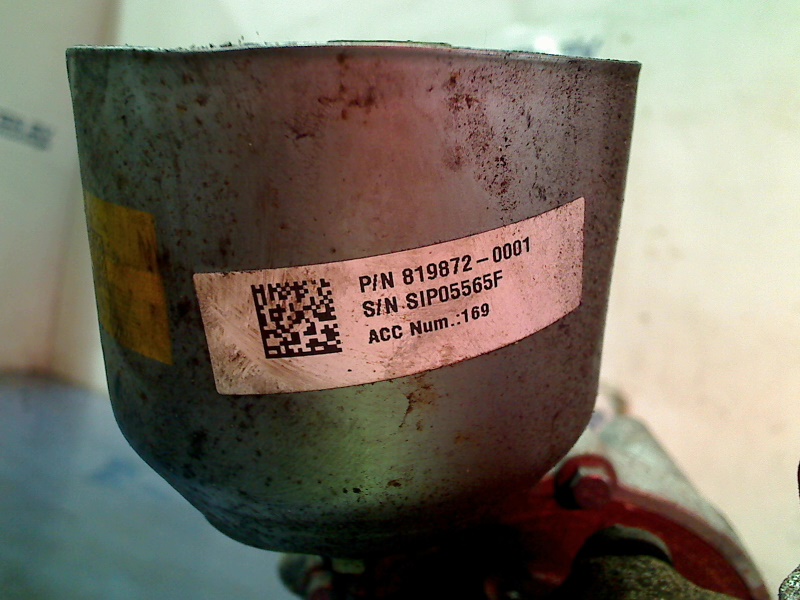 P/N 819872-0001
S/N SIP05565F
ACC Num.:169